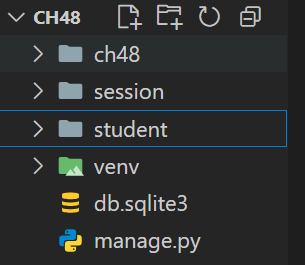 CH48
ch48
session
student
venv
db.sqlite3
manage.py